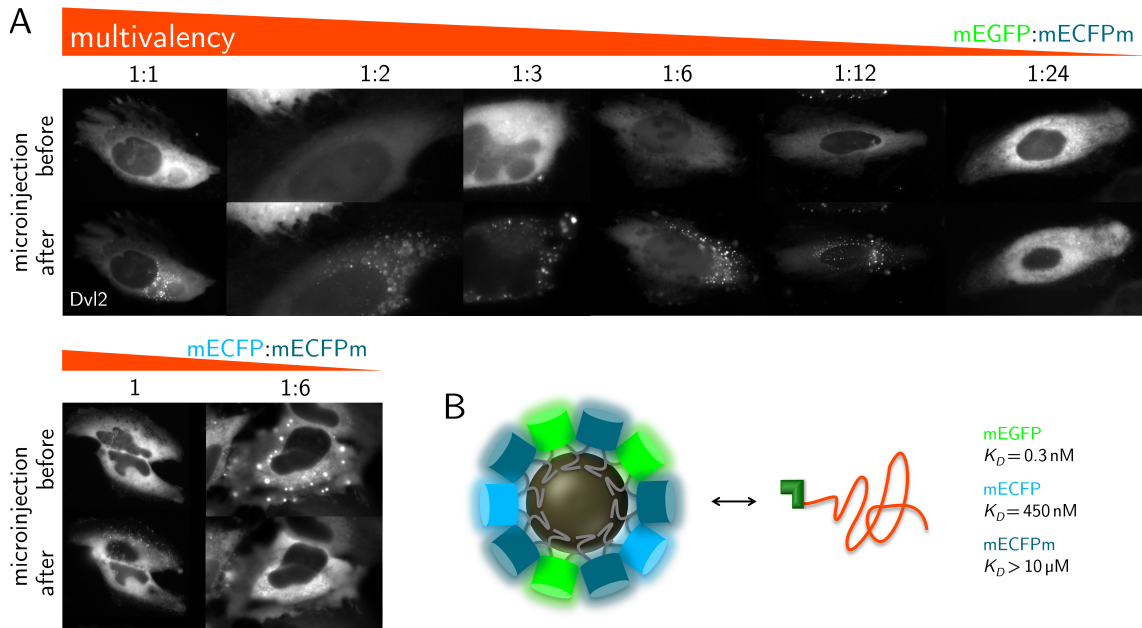 A
multivalency
mEGFP:mECFPm
1:1 1:2 1:3 1:6 1:12 1:24
microinjection
before
after
Dvl2
mECFP:mECFPm
1 1:6
microinjection
before
after
B
mEGFP
K_D = 0.3 nM
mECFP
K_D = 450 nM
mECFPm
K_D > 10 µM